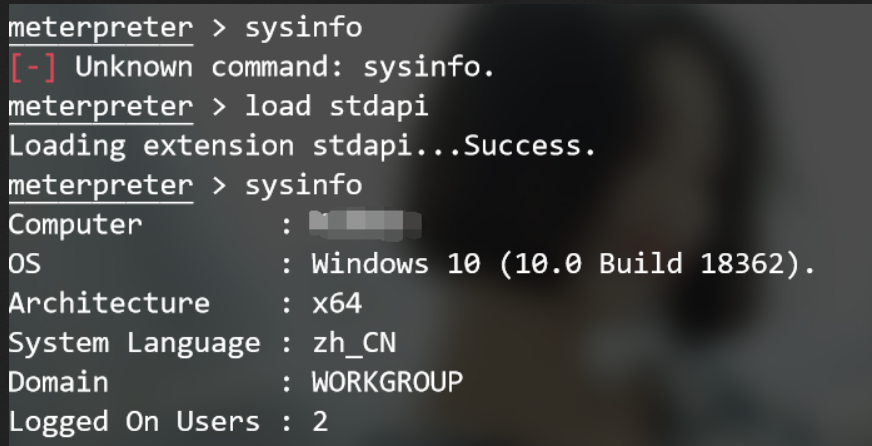 meterpreter > sysinfo
[-] Unknown command: sysinfo.
meterpreter > load stdapi
Loading extension stdapi...Success.
meterpreter > sysinfo
Computer :
OS : Windows 10 (10.0 Build 18362).
Architecture : x64
System Language : zh_CN
Domain : WORKGROUP
Logged On Users : 2